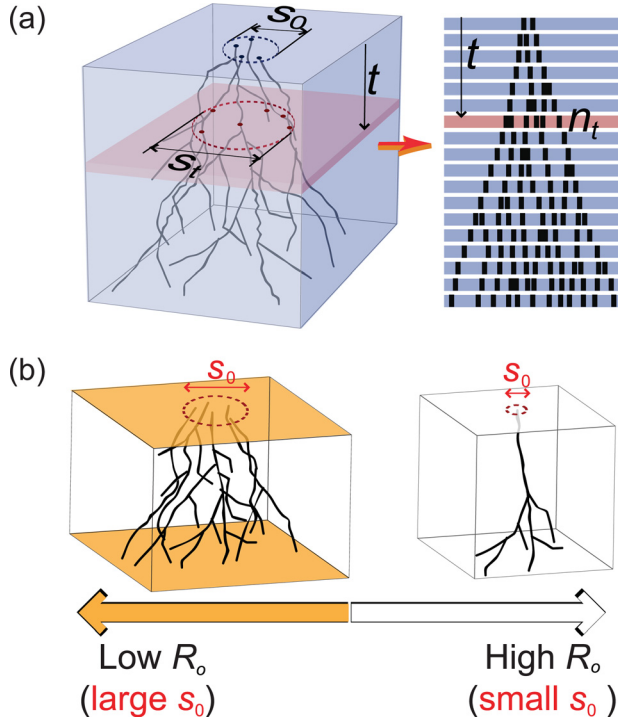 (a)
s₀
t
sₜ
t
nₜ
(b)
s₀
s₀
Low Rₒ
(large s₀)
High Rₒ
(small s₀)